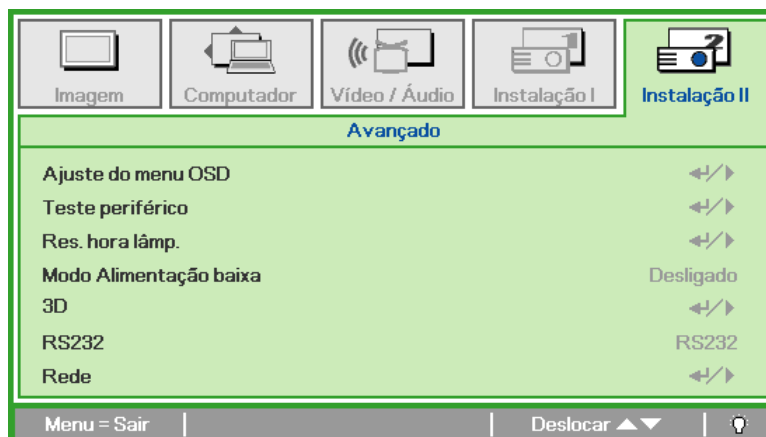 Imagem
Computador
Vídeo / Áudio
Instalação I
Instalação II
Avançado
Ajuste do menu OSD
Teste periférico
Res. hora lâmp.
Modo Alimentação baixa Desligado
3D
RS232 RS232
Rede
Menu = Sair Deslocar